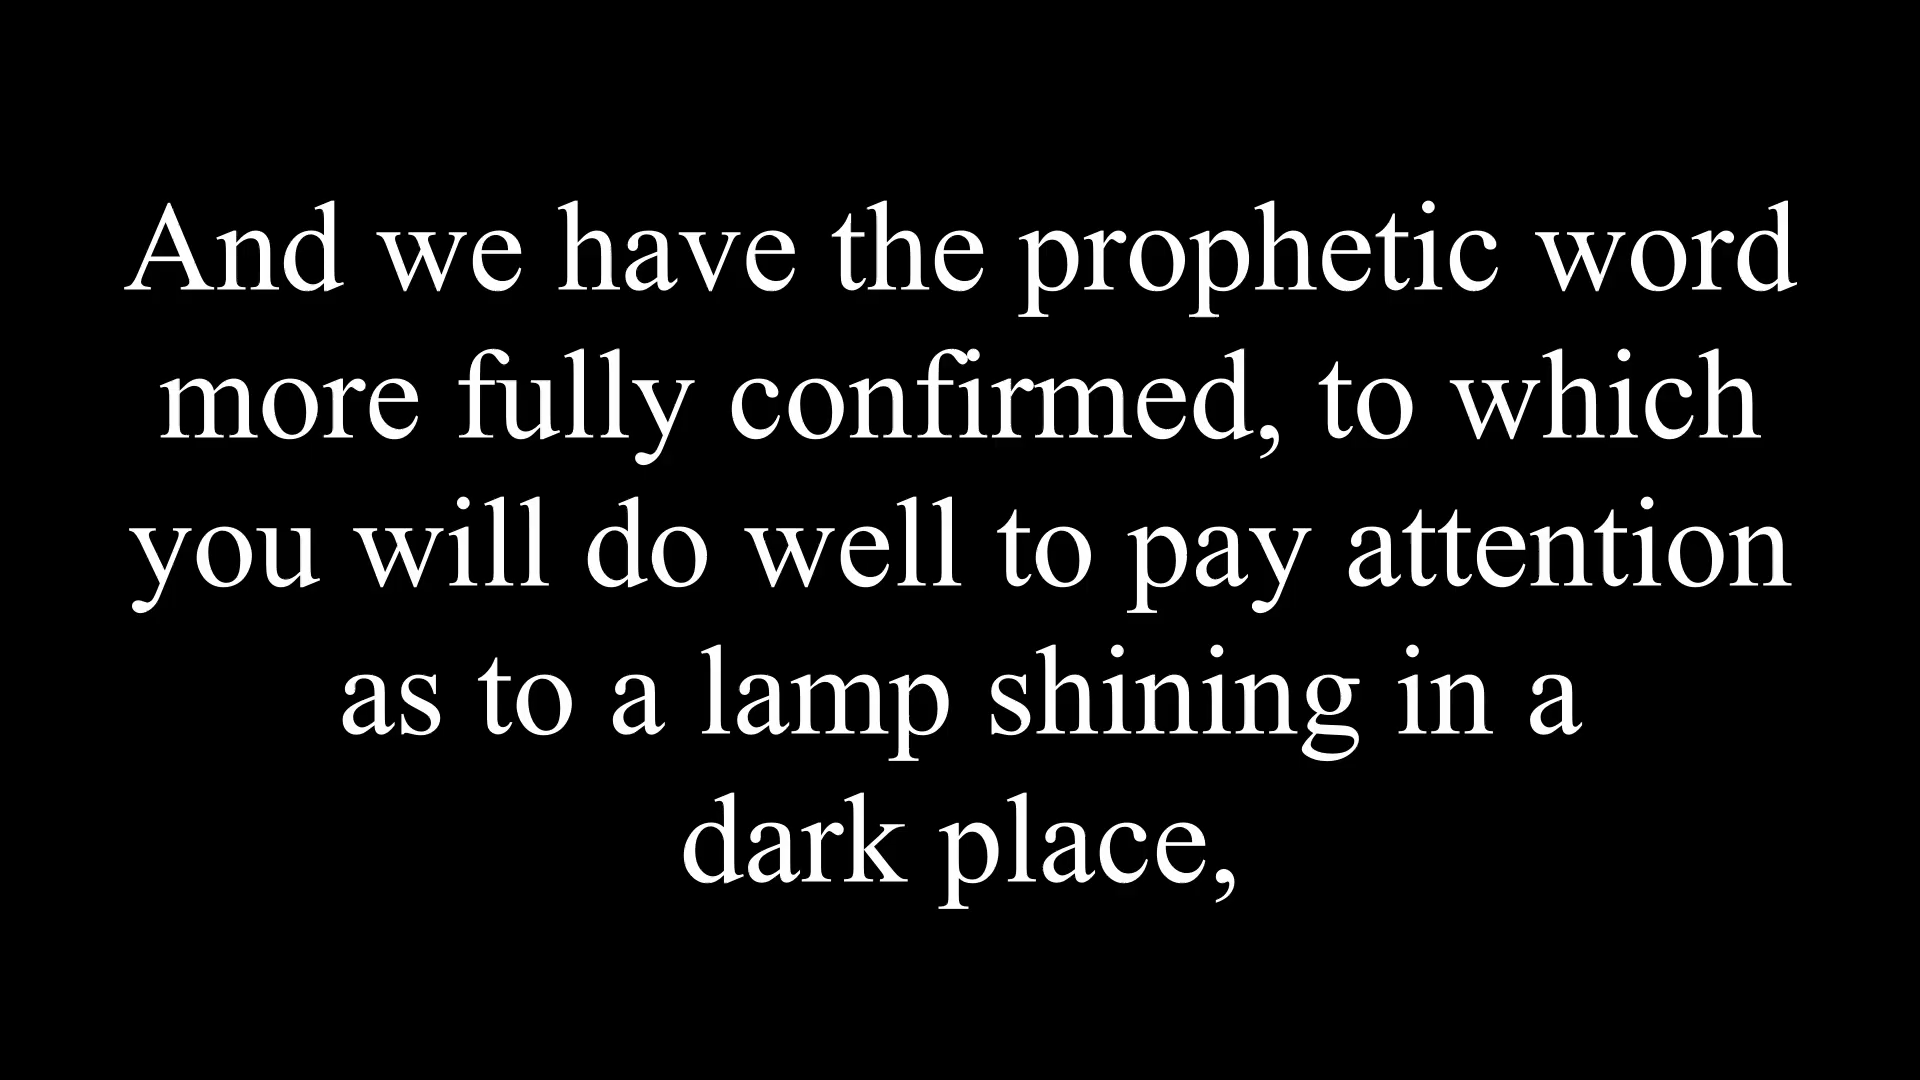 And we have the prophetic word
more fully confirmed, to which
you will do well to pay attention
as to a lamp shining in a
dark place,